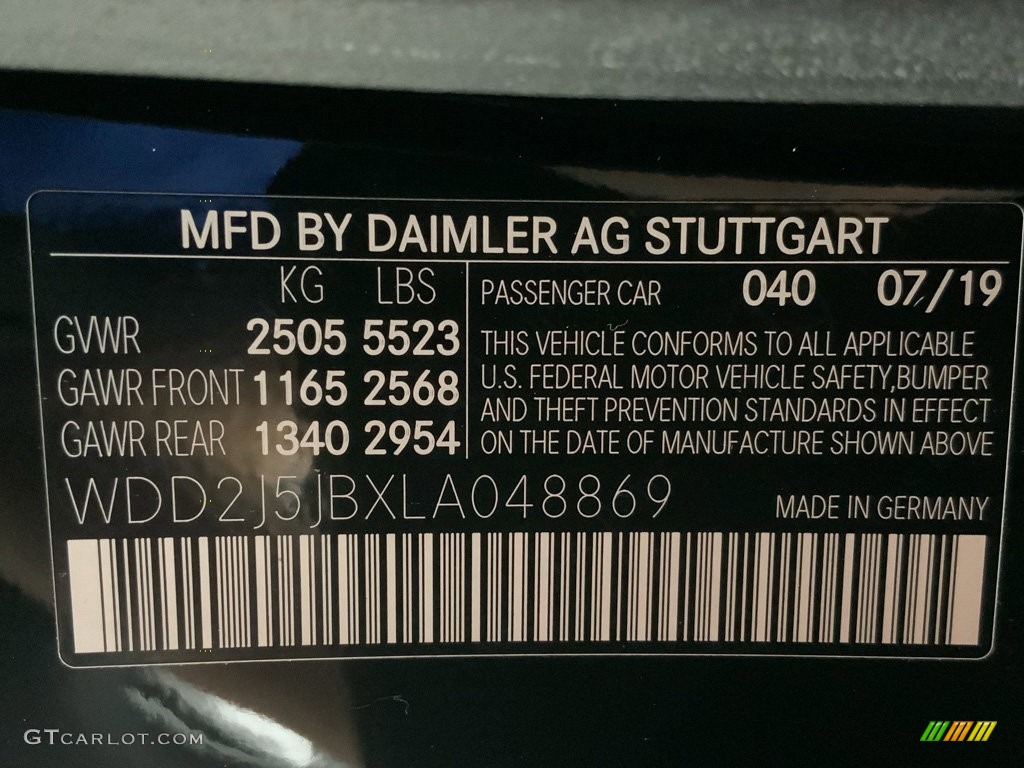 MFD BY DAIMLER AG STUTTGART
KG LBS
GVWR 2505 5523
GAWR FRONT 1165 2568
GAWR REAR 1340 2954
PASSENGER CAR 040 07/19
THIS VEHICLE CONFORMS TO ALL APPLICABLE
U.S. FEDERAL MOTOR VEHICLE SAFETY,BUMPER
AND THEFT PREVENTION STANDARDS IN EFFECT
ON THE DATE OF MANUFACTURE SHOWN ABOVE
WDD2J5JBXLA048869
MADE IN GERMANY
GTCARLOT.COM